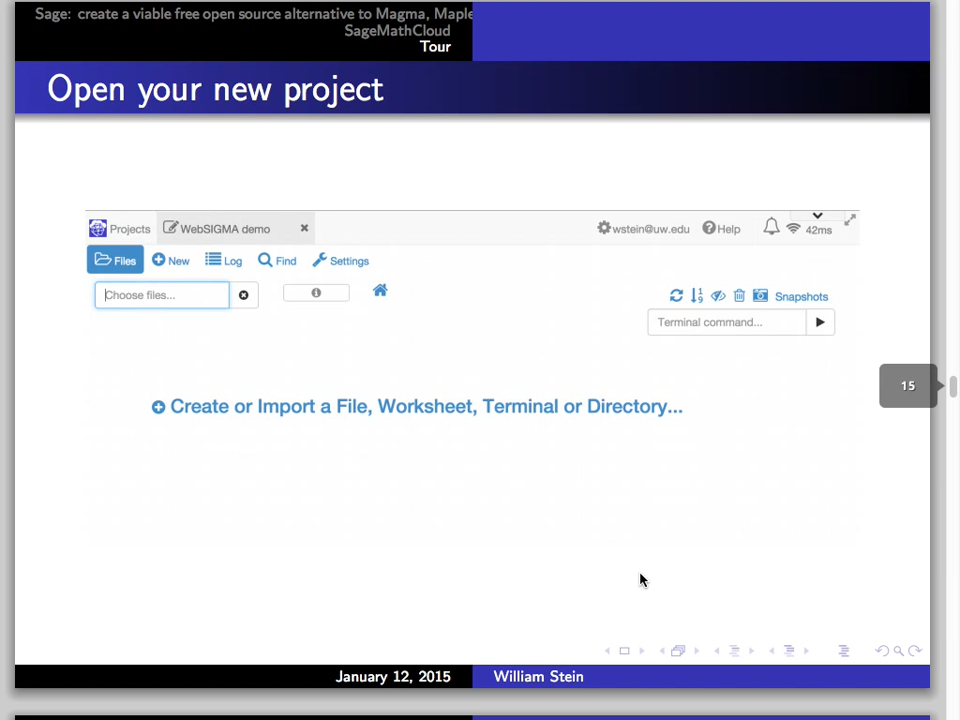 Sage: create a viable free open source alternative to Magma, Maple
SageMathCloud
Tour
Open your new project
Projects WebSIGMA demo wstein@uw.edu Help 42ms
Files New Log Find Settings
Choose files...
Snapshots
Terminal command...
15
Create or Import a File, Worksheet, Terminal or Directory...
January 12, 2015 William Stein